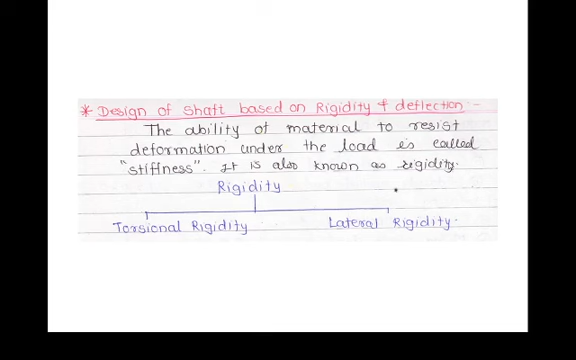 * Design of shaft based on Rigidity & deflection :-
The ability of material to resist
deformation under the load is called
"stiffness". It is also known as rigidity.
Rigidity
Torsional Rigidity Lateral Rigidity.